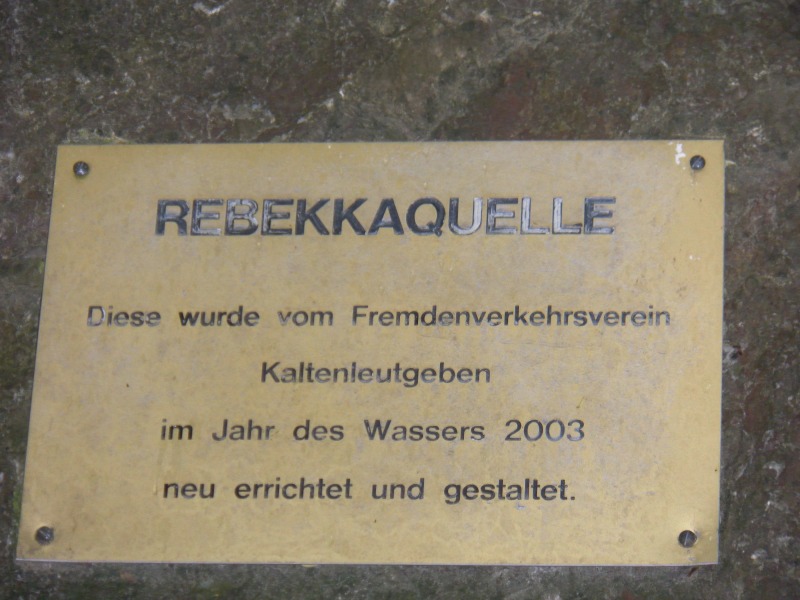 REBEKKAQUELLE
Diese wurde vom Fremdenverkehrsverein
Kaltenleutgeben
im Jahr des Wassers 2003
neu errichtet und gestaltet.